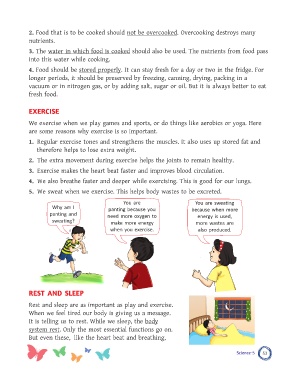 2. Food that is to be cooked should not be overcooked. Overcooking destroys many
nutrients.
3. The water in which food is cooked should also be used. The nutrients from food pass
into this water while cooking.
4. Food should be stored properly. It can stay fresh for a day or two in the fridge. For
longer periods, it should be preserved by freezing, canning, drying, packing in a
vacuum or in nitrogen gas, or by adding salt, sugar or oil. But it is always better to eat
fresh food.
EXERCISE
We exercise when we play games and sports, or do things like aerobics or yoga. Here
are some reasons why exercise is so important.
1. Regular exercise tones and strengthens the muscles. It also uses up stored fat and
therefore helps to lose extra weight.
2. The extra movement during exercise helps the joints to remain healthy.
3. Exercise makes the heart beat faster and improves blood circulation.
4. We also breathe faster and deeper while exercising. This is good for our lungs.
5. We sweat when we exercise. This helps body wastes to be excreted.
Why am I
panting and
sweating?
You are
panting because you
need more oxygen to
make more energy
when you exercise.
You are sweating
because when more
energy is used,
more wastes are
also produced.
REST AND SLEEP
Rest and sleep are as important as play and exercise.
When we feel tired our body is giving us a message.
It is telling us to rest. While we sleep, the body
system rest. Only the most essential functions go on.
But even these, like the heart beat and breathing.
Science-5